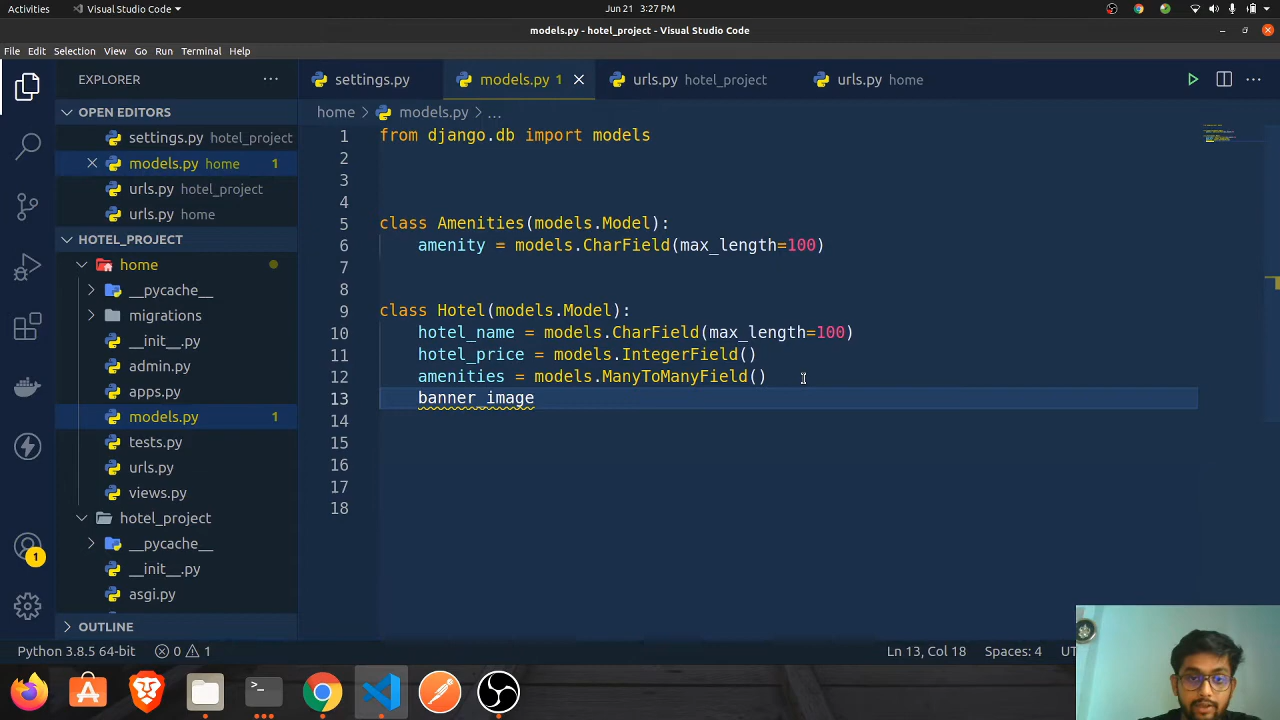 Activities
Visual Studio Code
Jun 21 3:27 PM
models.py - hotel_project - Visual Studio Code
File Edit Selection View Go Run Terminal Help
EXPLORER
settings.py
models.py 1
urls.py hotel_project
urls.py home
OPEN EDITORS
settings.py hotel_project
models.py home 1
urls.py hotel_project
urls.py home
HOTEL_PROJECT
home
__pycache__
migrations
__init__.py
admin.py
apps.py
models.py 1
tests.py
urls.py
views.py
hotel_project
__pycache__
__init__.py
asgi.py
OUTLINE
1
home > models.py > ...
1 from django.db import models
2
3
4
5 class Amenities(models.Model):
6 amenity = models.CharField(max_length=100)
7
8
9 class Hotel(models.Model):
10 hotel_name = models.CharField(max_length=100)
11 hotel_price = models.IntegerField()
12 amenities = models.ManyToManyField()
13 banner_image
14
15
16
17
18
Python 3.8.5 64-bit 0 1 Ln 13, Col 18 Spaces: 4